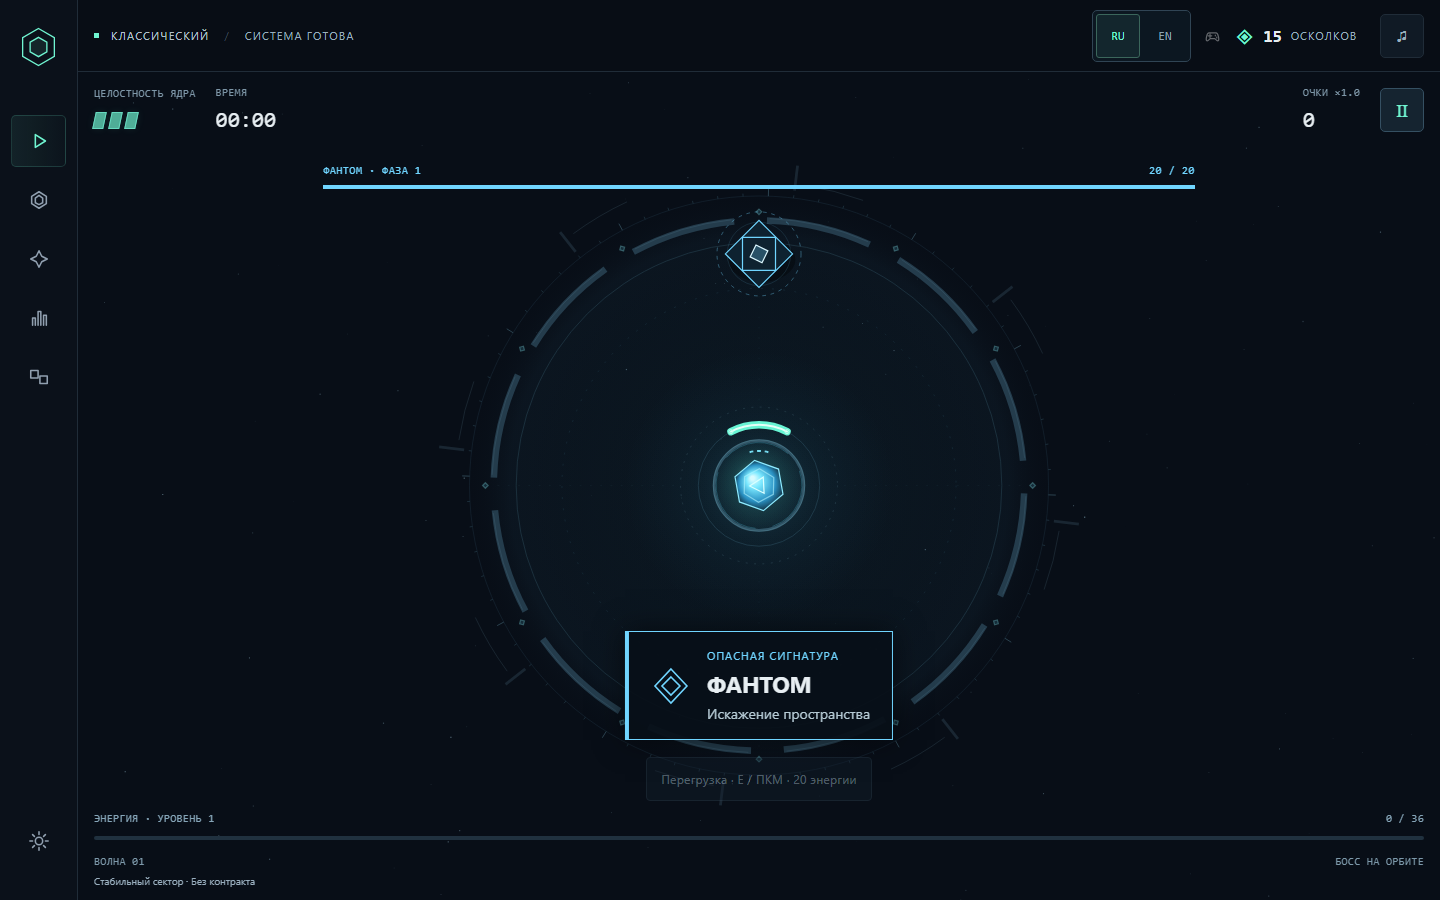 КЛАССИЧЕСКИЙ / СИСТЕМА ГОТОВА
RU EN
15 ОСКОЛКОВ
ЦЕЛОСТНОСТЬ ЯДРА
ВРЕМЯ
00:00
ОЧКИ ×1.0
0
ФАНТОМ · ФАЗА 1
20 / 20
ОПАСНАЯ СИГНАТУРА
ФАНТОМ
Искажение пространства
Перегрузка · E / ПКМ · 20 энергии
ЭНЕРГИЯ · УРОВЕНЬ 1
0 / 36
ВОЛНА 01
БОСС НА ОРБИТЕ
Стабильный сектор · Без контракта